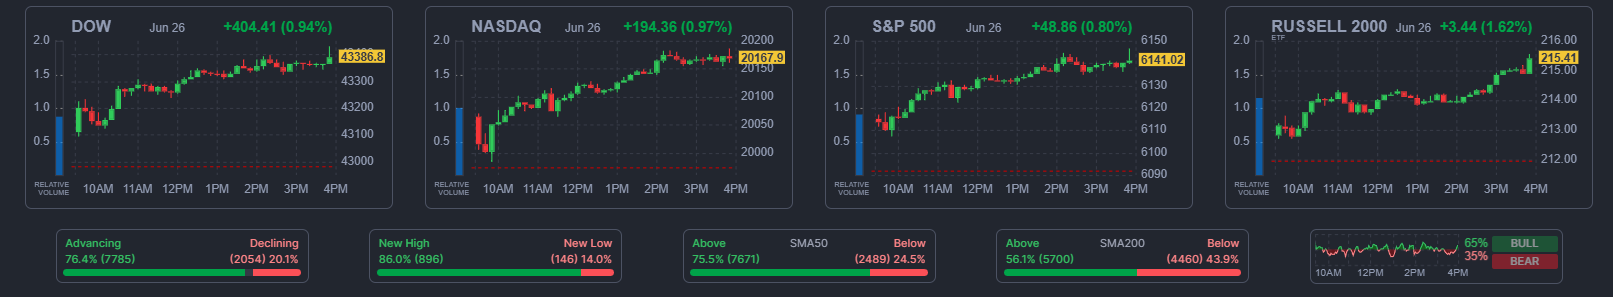 DOW Jun 26 +404.41 (0.94%)
2.0
1.5
1.0
0.5
43386.8
43300
43200
43100
43000
RELATIVE
VOLUME
10AM 11AM 12PM 1PM 2PM 3PM 4PM
NASDAQ Jun 26 +194.36 (0.97%)
2.0
1.5
1.0
0.5
20200
20167.9
20150
20100
20050
20000
RELATIVE
VOLUME
10AM 11AM 12PM 1PM 2PM 3PM 4PM
S&P 500 Jun 26 +48.86 (0.80%)
2.0
1.5
1.0
0.5
6150
6141.02
6130
6120
6110
6100
6090
RELATIVE
VOLUME
10AM 11AM 12PM 1PM 2PM 3PM 4PM
RUSSELL 2000 Jun 26 +3.44 (1.62%)
ETF
2.0
1.5
1.0
0.5
216.00
215.41
215.00
214.00
213.00
212.00
RELATIVE
VOLUME
10AM 11AM 12PM 1PM 2PM 3PM 4PM
Advancing Declining
76.4% (7785) (2054) 20.1%
New High New Low
86.0% (896) (146) 14.0%
Above SMA50 Below
75.5% (7671) (2489) 24.5%
Above SMA200 Below
56.1% (5700) (4460) 43.9%
65% BULL
35% BEAR
10AM 12PM 2PM 4PM